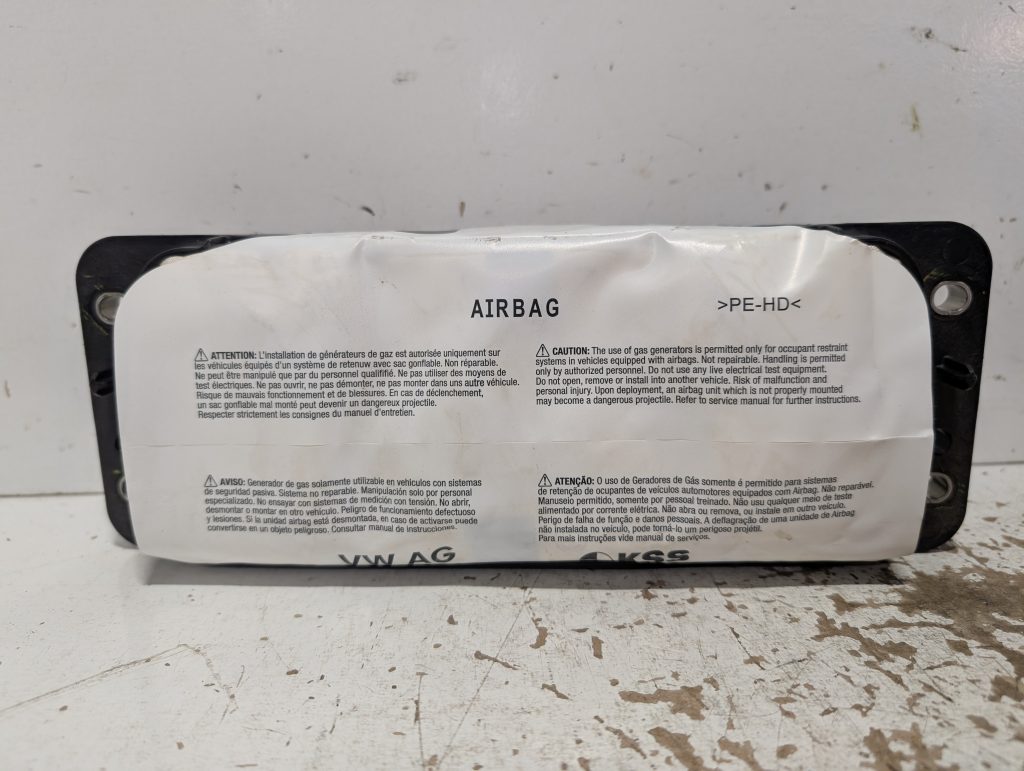 AIRBAG
>PE-HD<
⚠ ATTENTION: L'installation de générateurs de gaz est autorisée uniquement sur
les véhicules équipés d'un système de retenuw avec sac gonflable. Non réparable.
Ne peut être manipulé que par du personnel qualififié. Ne pas utiliser des moyens de
test électriques. Ne pas ouvrir, ne pas démonter, ne pas monter dans uns autre véhicule.
Risque de mauvais fonctionnement et de blessures. En cas de déclenchement,
un sac gonflable mal monté peut devenir un dangereux projectile.
Respecter strictement les consignes du manuel d'entretien.
⚠ CAUTION: The use of gas generators is permitted only for occupant restraint
systems in vehicles equipped with airbags. Not repairable. Handling is permitted
only by authorized personnel. Do not use any live electrical test equipment.
Do not open, remove or install into another vehicle. Risk of malfunction and
personal injury. Upon deployment, an airbag unit which is not properly mounted
may become a dangerous projectile. Refer to service manual for further instructions.
⚠ AVISO: Generador de gas solamente utilizable en vehículos con sistemas
de seguridad pasiva. Sistema no reparable. Manipulación solo por personal
especializado. No ensayar con sistemas de medición con tensión. No abrir,
desmontar o montar en otro vehículo. Peligro de funcionamiento defectuoso
y lesiones. Si la unidad airbag está desmontada, en caso de activarse puede
convertirse en un objeto peligroso. Consultar manual de instrucciones.
⚠ ATENÇÃO: O uso de Geradores de Gás somente é permitido para sistemas
de retenção de ocupantes de veículos automotores equipados com Airbag. Não reparável.
Manuseio permitido, somente por pessoal treinado. Não usar qualquer meio de teste
alimentado por corrente elétrica. Não abra ou remova, ou instale em outro veículo.
Perigo de falha de função e danos pessoais. A deflagração de uma unidade de Airbag
não instalada no veículo, pode torná-lo um perigoso projétil.
Para mais instruções vide manual de serviços.
VW AG
KSS